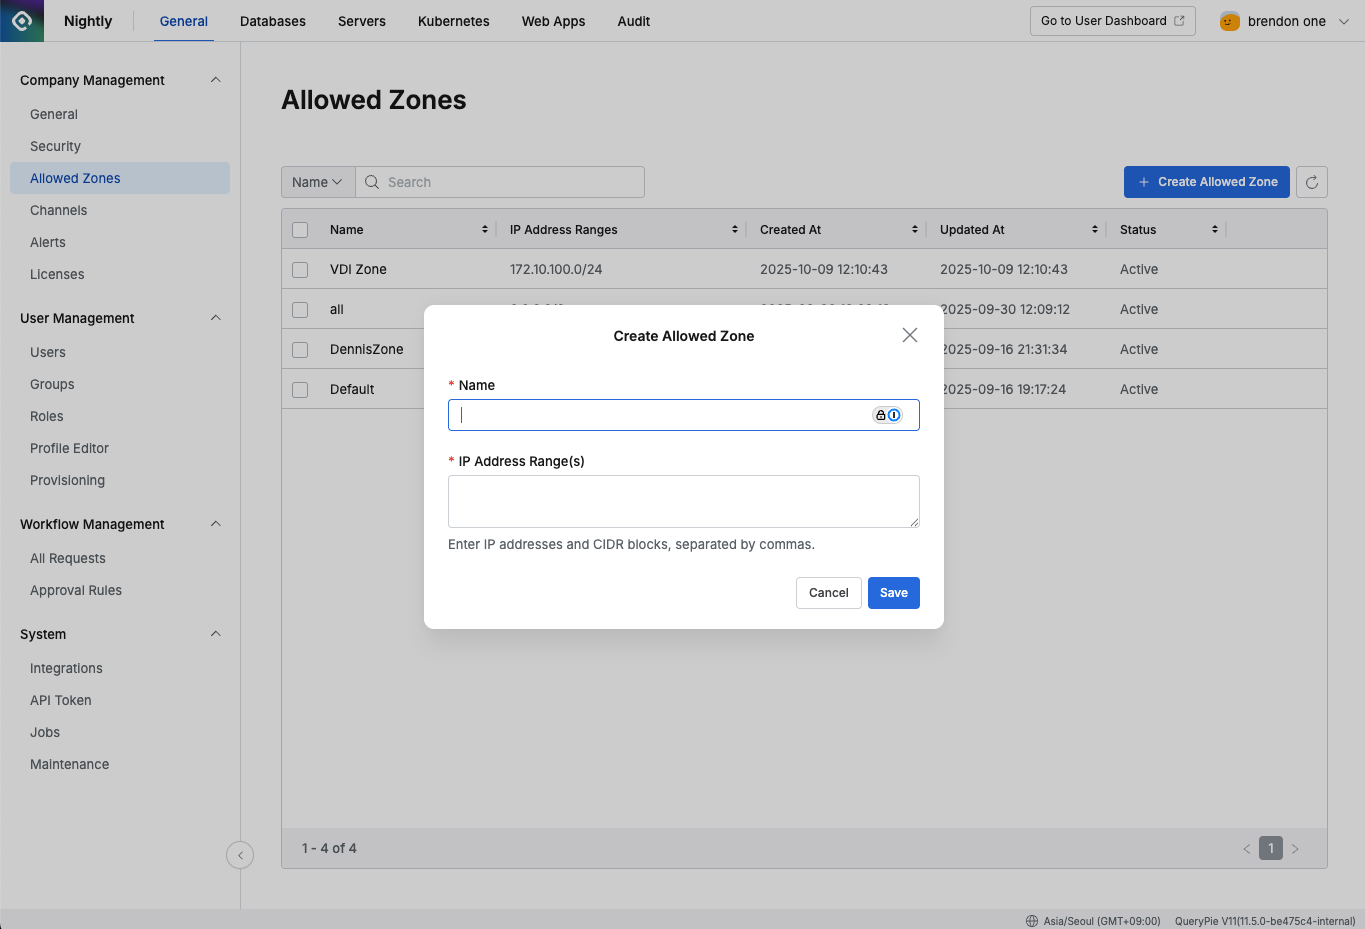 Nightly
General
Databases
Servers
Kubernetes
Web Apps
Audit
Go to User Dashboard
brendon one
Company Management
General
Security
Allowed Zones
Channels
Alerts
Licenses
User Management
Users
Groups
Roles
Profile Editor
Provisioning
Workflow Management
All Requests
Approval Rules
System
Integrations
API Token
Jobs
Maintenance
Allowed Zones
Name
Search
+ Create Allowed Zone
Name IP Address Ranges Created At Updated At Status
VDI Zone 172.10.100.0/24 2025-10-09 12:10:43 2025-10-09 12:10:43 Active
all 2025-09-30 12:09:12 Active
DennisZone 2025-09-16 21:31:34 Active
Default 2025-09-16 19:17:24 Active
Create Allowed Zone
* Name
* IP Address Range(s)
Enter IP addresses and CIDR blocks, separated by commas.
Cancel
Save
1 - 4 of 4
< 1 >
Asia/Seoul (GMT+09:00)
QueryPie V11(11.5.0-be475c4-internal)